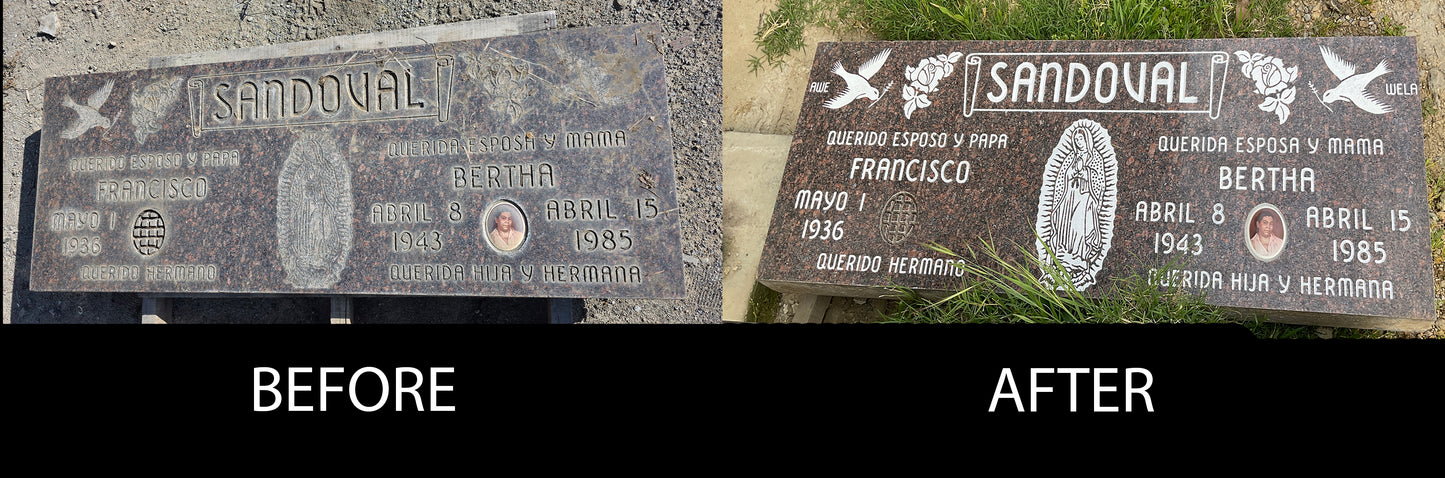 SANDOVAL
QUERIDO ESPOSO Y PAPA
FRANCISCO
MAYO 1
1936
QUERIDO HERMANO
QUERIDA ESPOSA Y MAMA
BERTHA
ABRIL 8
1943
ABRIL 15
1985
QUERIDA HIJA Y HERMANA
BEFORE
AWE
SANDOVAL
WELA
QUERIDO ESPOSO Y PAPA
FRANCISCO
MAYO 1
1936
QUERIDO HERMANO
QUERIDA ESPOSA Y MAMA
BERTHA
ABRIL 8
1943
ABRIL 15
1985
QUERIDA HIJA Y HERMANA
AFTER